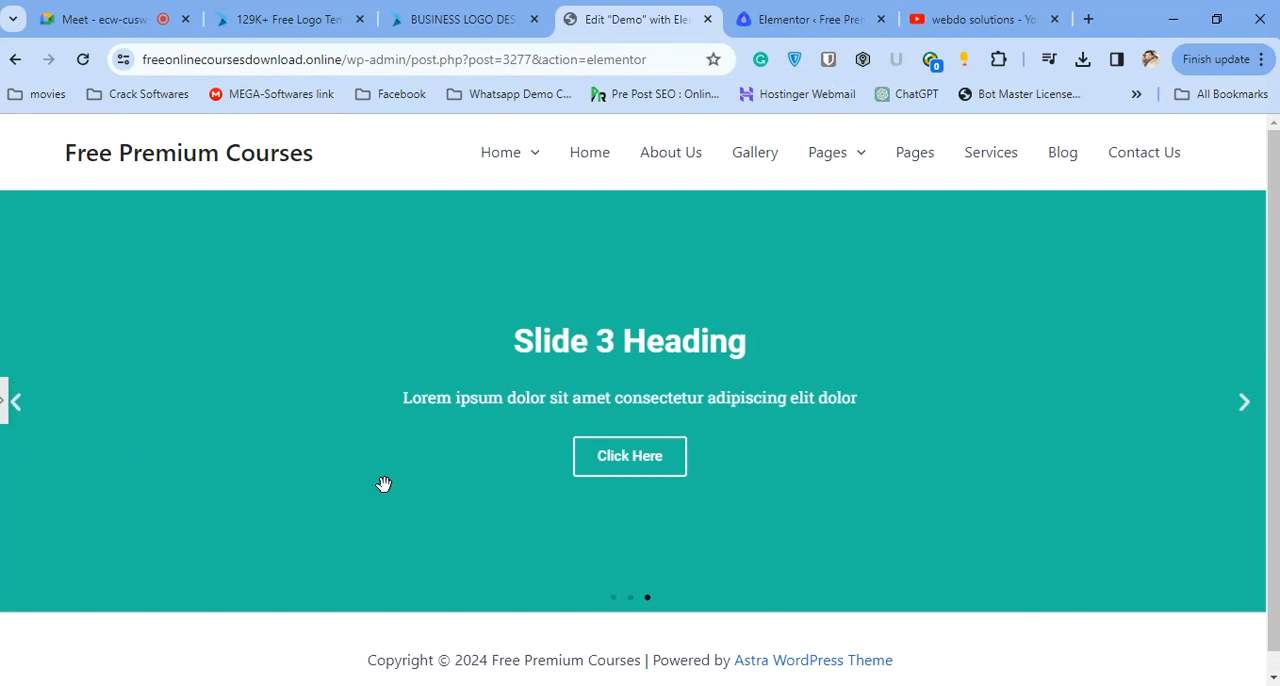 Meet - ecw-cusw
129K+ Free Logo Ten
BUSINESS LOGO DES
Edit "Demo" with Ele
Elementor ‹ Free Pren
webdo solutions - Yo
freeonlinecoursesdownload.online/wp-admin/post.php?post=3277&action=elementor
0
Finish update
movies
Crack Softwares
MEGA-Softwares link
Facebook
Whatsapp Demo C...
Pre Post SEO : Onlin...
Hostinger Webmail
ChatGPT
Bot Master License...
»
All Bookmarks
Free Premium Courses
Home
Home
About Us
Gallery
Pages
Pages
Services
Blog
Contact Us
Slide 3 Heading
Lorem ipsum dolor sit amet consectetur adipiscing elit dolor
Click Here
Copyright © 2024 Free Premium Courses | Powered by Astra WordPress Theme